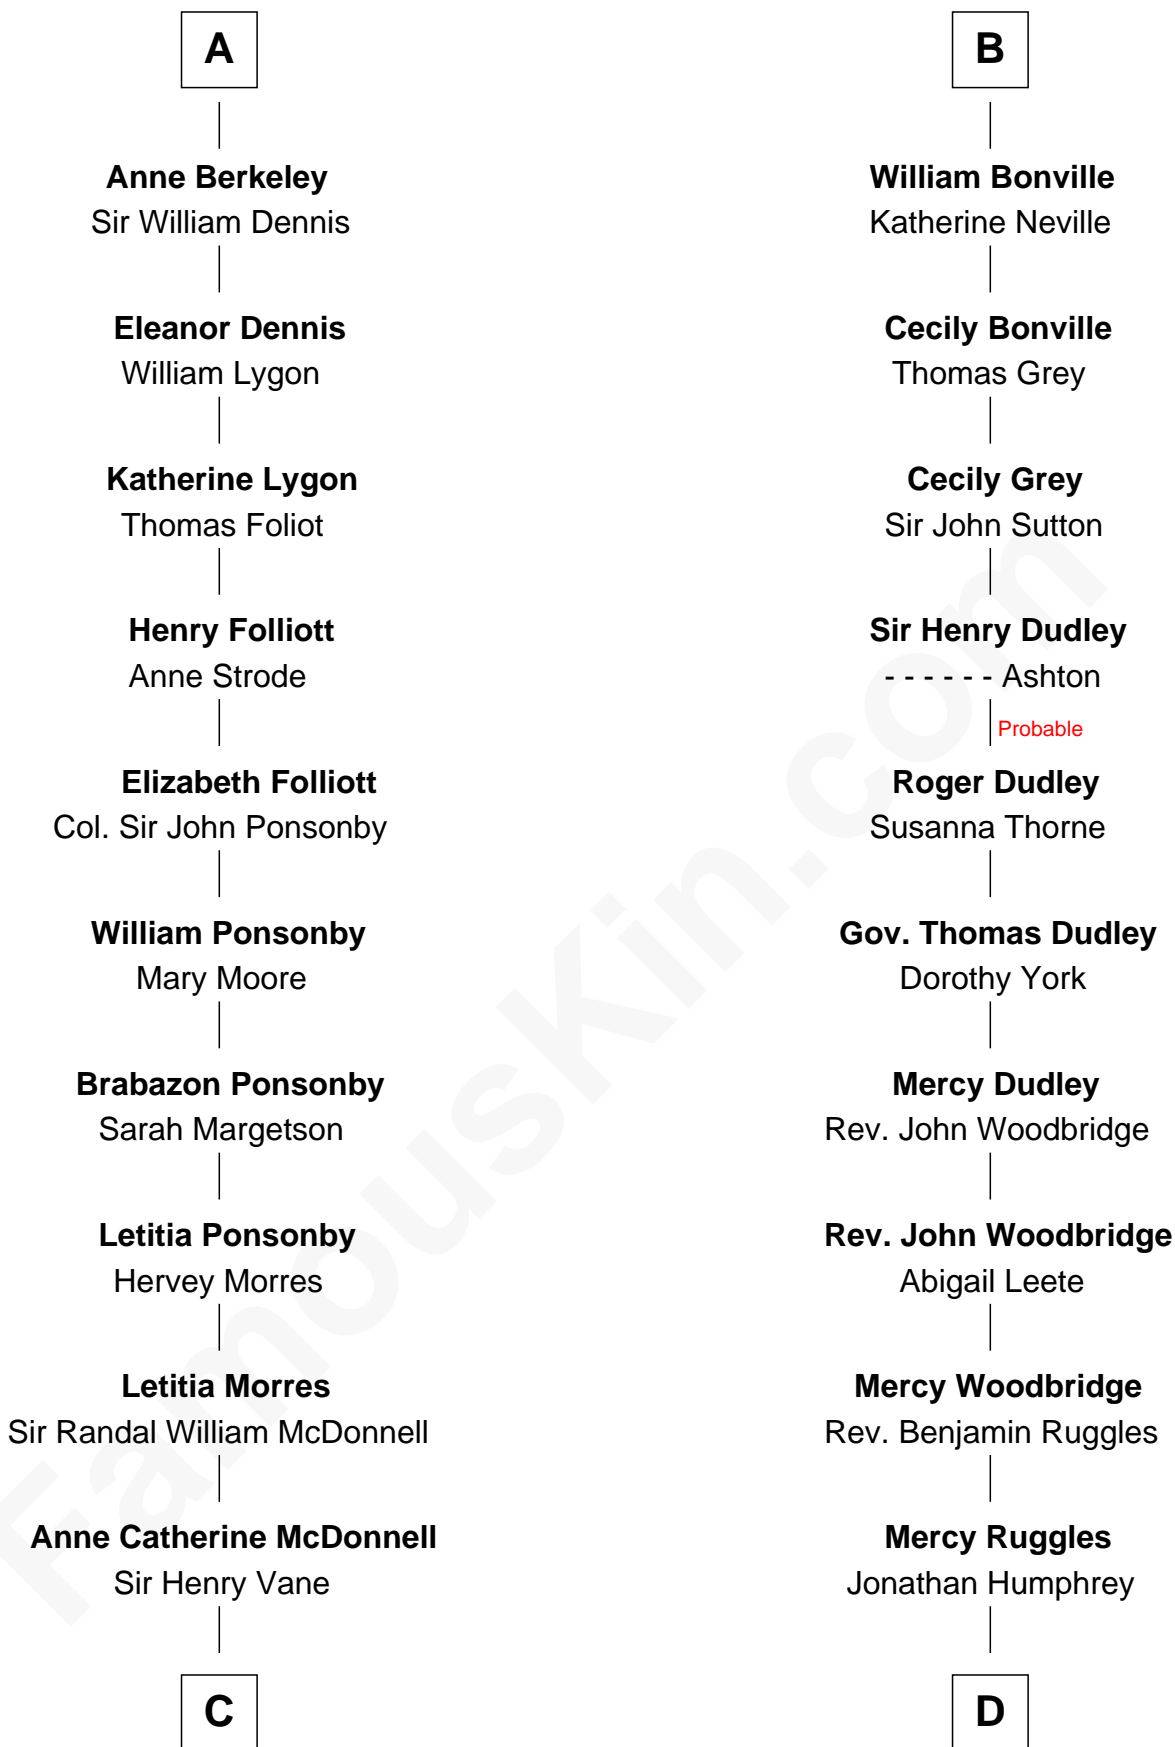 A
Anne Berkeley
Sir William Dennis
Eleanor Dennis
William Lygon
Katherine Lygon
Thomas Foliot
Henry Folliott
Anne Strode
Elizabeth Folliott
Col. Sir John Ponsonby
William Ponsonby
Mary Moore
Brabazon Ponsonby
Sarah Margetson
Letitia Ponsonby
Hervey Morres
Letitia Morres
Sir Randal William McDonnell
Anne Catherine McDonnell
Sir Henry Vane
C
B
William Bonville
Katherine Neville
Cecily Bonville
Thomas Grey
Cecily Grey
Sir John Sutton
Sir Henry Dudley
- - - - - - Ashton
Probable
Roger Dudley
Susanna Thorne
Gov. Thomas Dudley
Dorothy York
Mercy Dudley
Rev. John Woodbridge
Rev. John Woodbridge
Abigail Leete
Mercy Woodbridge
Rev. Benjamin Ruggles
Mercy Ruggles
Jonathan Humphrey
D
FamousKin.com